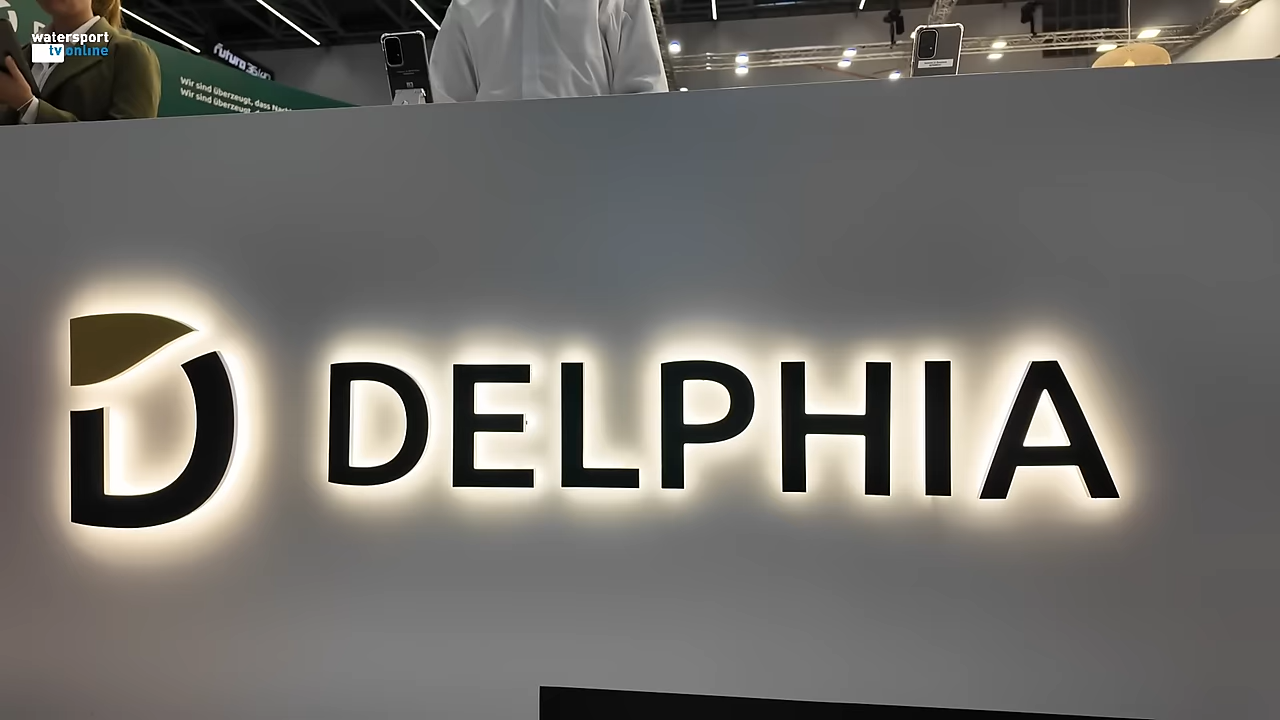 watersport
tv online
futuro
Wir sind überzeugt, dass
Wir sind überzeugt,
DELPHIA